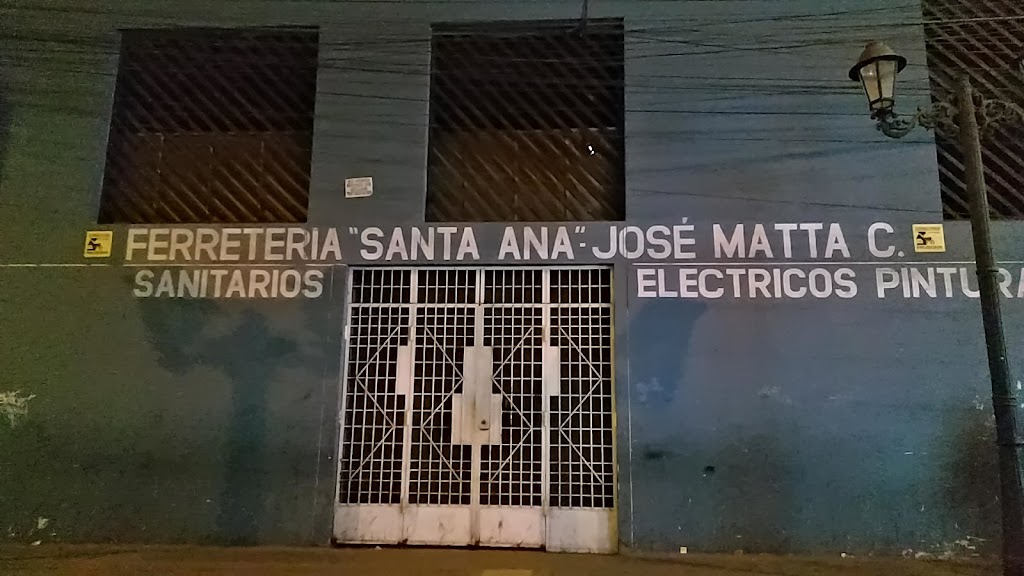 FERRETERIA "SANTA ANA"- JOSÉ MATTA C.
SANITARIOS
ELECTRICOS PINTURA